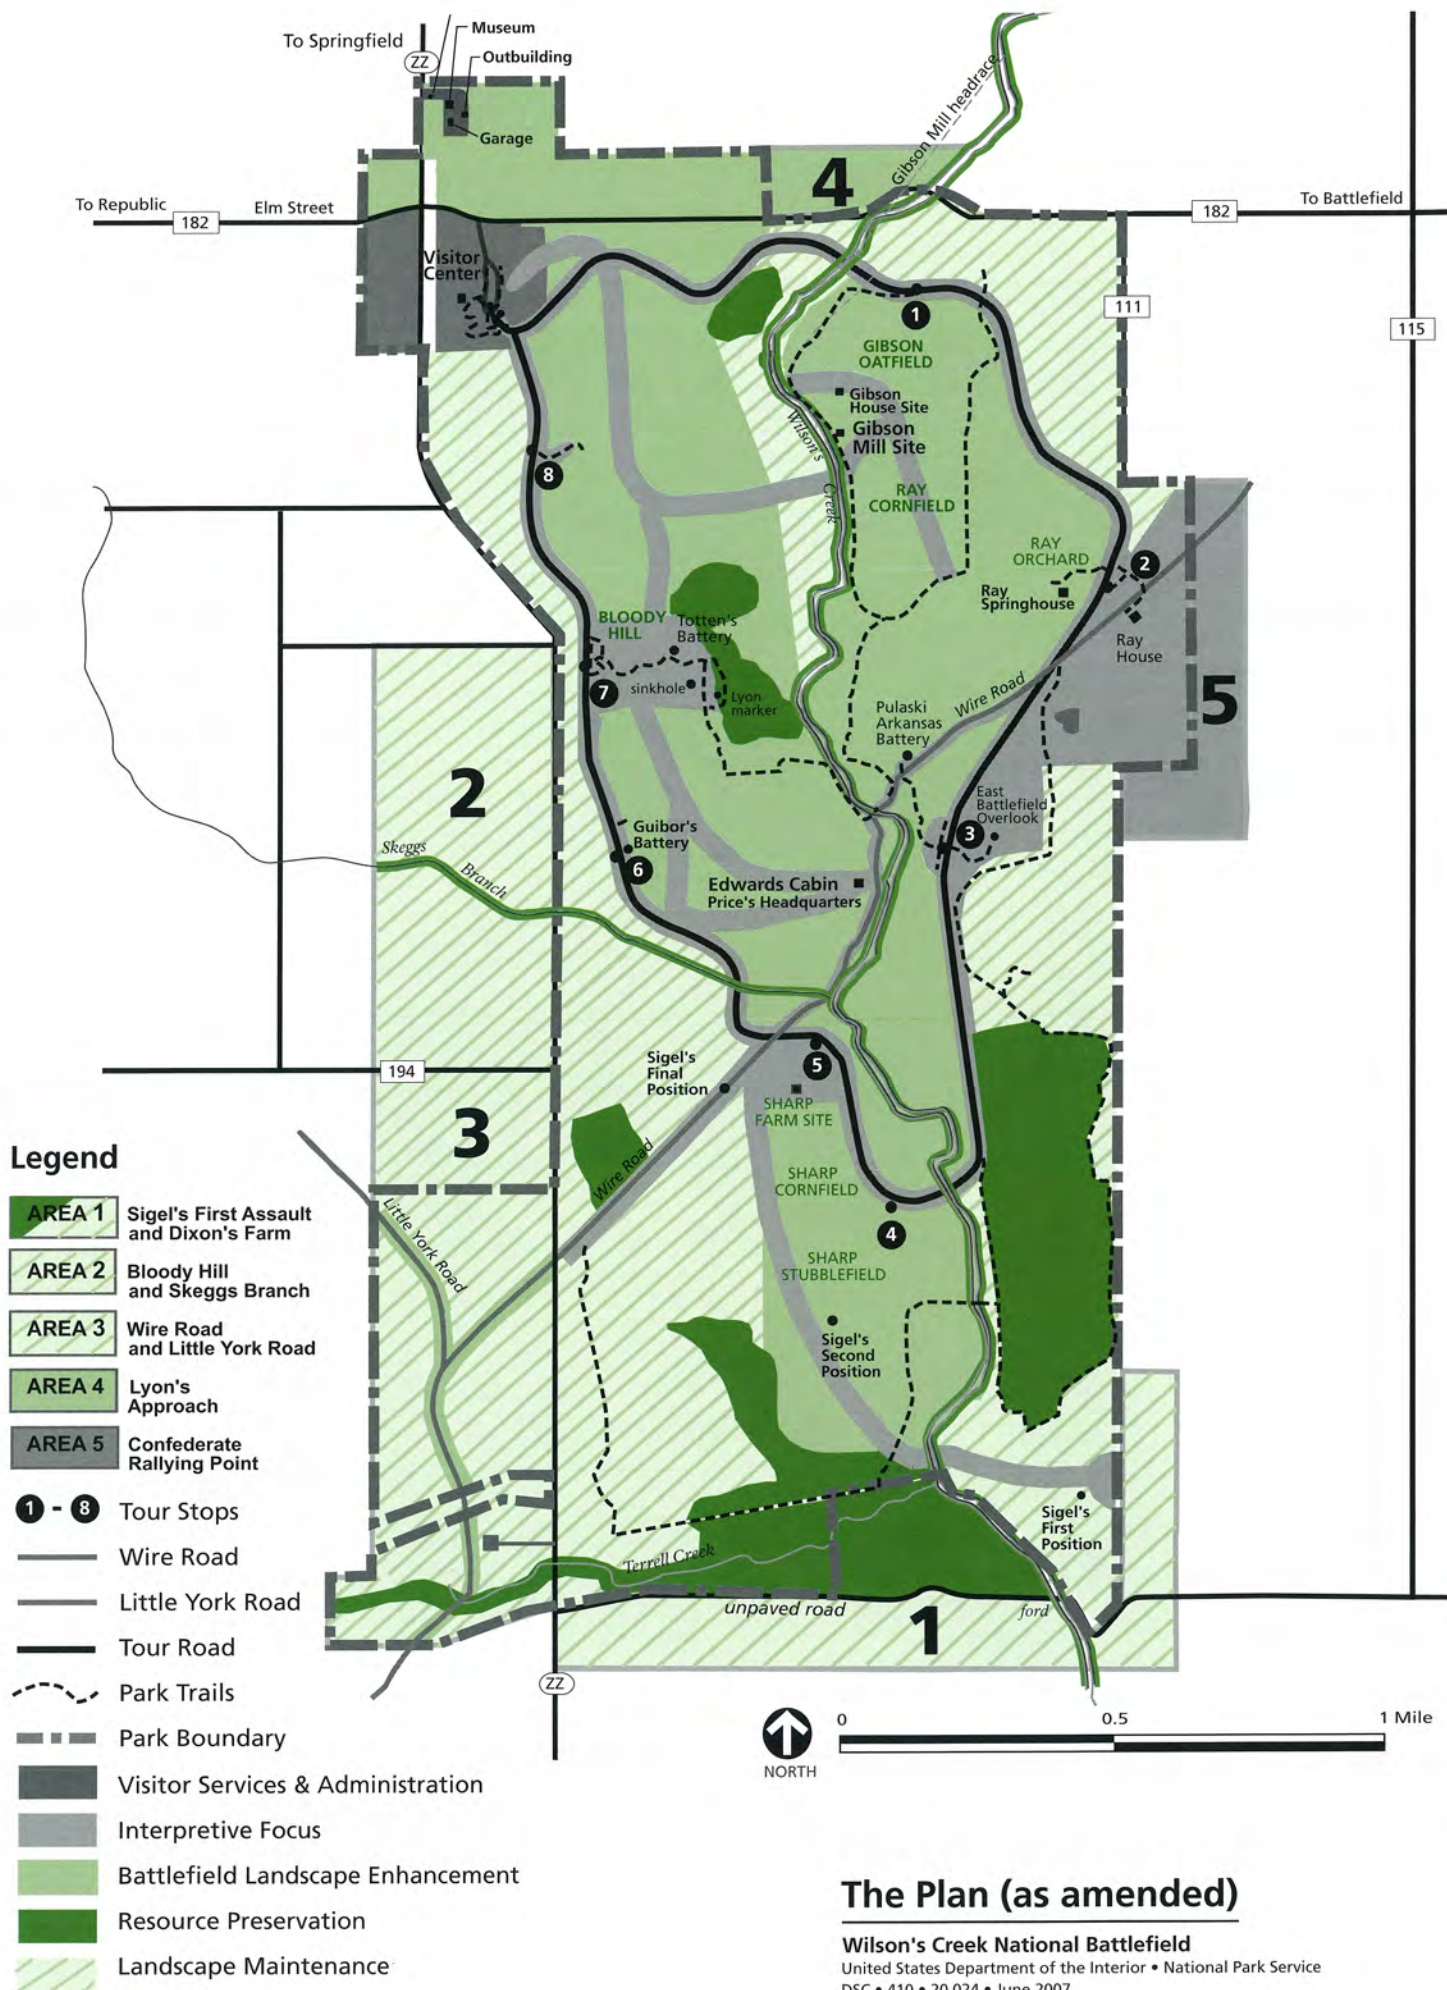 To Springfield
ZZ
Museum
Outbuilding
Garage
Gibson Mill headrace
4
To Republic
182
Elm Street
182
To Battlefield
Visitor
Center
111
115
1
GIBSON
OATFIELD
Gibson
House Site
Gibson
Mill Site
Wilson's
Creek
8
RAY
CORNFIELD
RAY
ORCHARD
2
Ray
Springhouse
Ray
House
BLOODY
HILL
Totten's
Battery
7
sinkhole
Lyon
marker
5
Wire Road
Pulaski
Arkansas
Battery
2
East
Battlefield
Overlook
3
Guibor's
Battery
6
Skeggs
Branch
Edwards Cabin
Price's Headquarters
Sigel's
Final
Position
5
194
SHARP
FARM SITE
3
Wire Road
SHARP
CORNFIELD
Little York Road
4
SHARP
STUBBLEFIELD
Sigel's
Second
Position
Sigel's
First
Position
Terrell Creek
unpaved road
1
ford
ZZ
Legend
AREA 1 Sigel's First Assault
and Dixon's Farm
AREA 2 Bloody Hill
and Skeggs Branch
AREA 3 Wire Road
and Little York Road
AREA 4 Lyon's
Approach
AREA 5 Confederate
Rallying Point
1 - 8 Tour Stops
Wire Road
Little York Road
Tour Road
Park Trails
Park Boundary
Visitor Services & Administration
Interpretive Focus
Battlefield Landscape Enhancement
Resource Preservation
Landscape Maintenance
0 0.5 1 Mile
NORTH
The Plan (as amended)
Wilson's Creek National Battlefield
United States Department of the Interior • National Park Service
DSC • 410 • 20,024 • June 2007